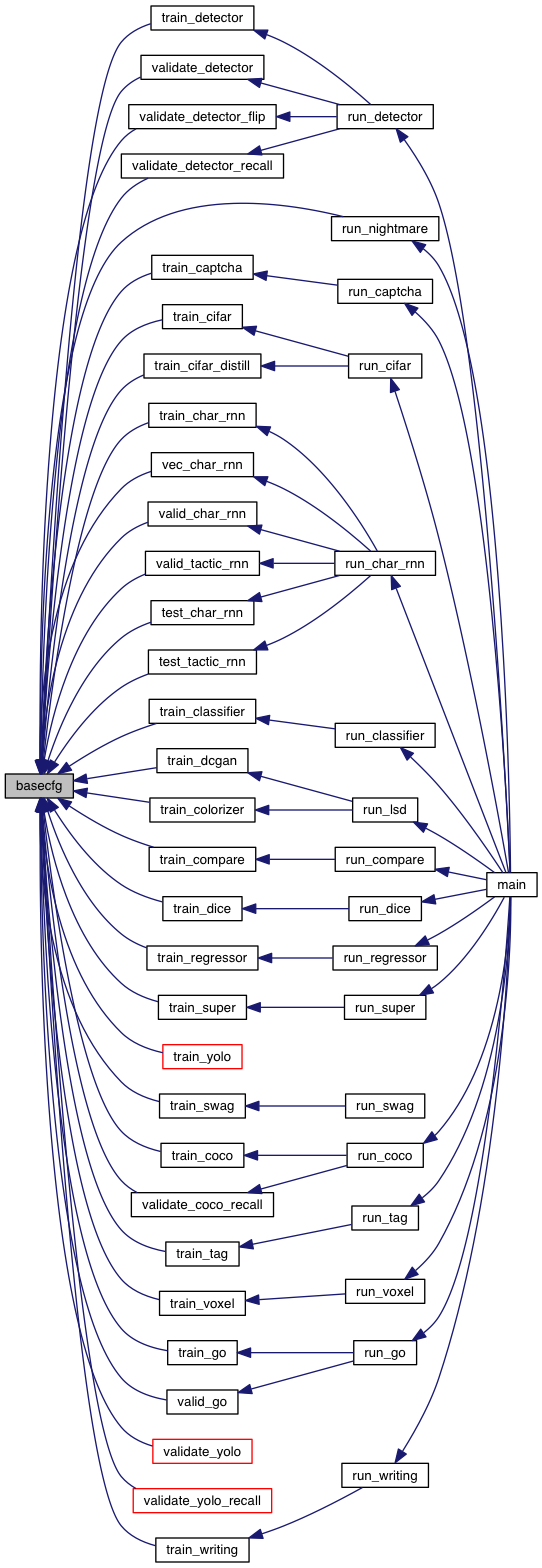 train_detector
validate_detector
validate_detector_flip
run_detector
validate_detector_recall
run_nightmare
train_captcha
run_captcha
train_cifar
train_cifar_distill
run_cifar
train_char_rnn
vec_char_rnn
valid_char_rnn
valid_tactic_rnn
run_char_rnn
test_char_rnn
test_tactic_rnn
train_classifier
run_classifier
train_dcgan
basecfg
train_colorizer
run_lsd
train_compare
run_compare
main
train_dice
run_dice
train_regressor
run_regressor
train_super
run_super
train_yolo
train_swag
run_swag
train_coco
run_coco
validate_coco_recall
run_tag
train_tag
run_voxel
train_voxel
train_go
run_go
valid_go
validate_yolo
run_writing
validate_yolo_recall
train_writing